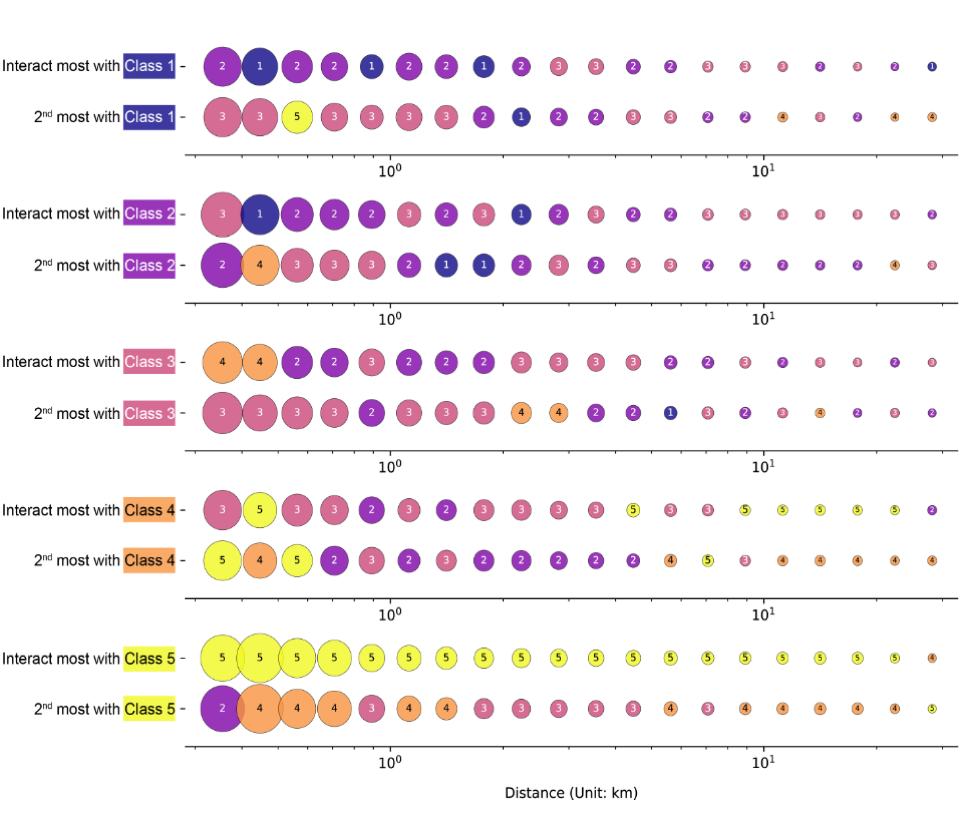 Interact most with Class 1 2 1 2 2 1 2 2 1 2 3 3 2 2 3 3 3 2 3 2 1
2nd most with Class 1 3 3 5 3 3 3 3 2 1 2 2 3 3 2 2 4 3 2 4 4
10^0 10^1
Interact most with Class 2 3 1 2 2 2 3 2 3 1 2 3 2 2 3 3 3 3 3 3 2
2nd most with Class 2 2 4 3 3 3 2 1 1 2 3 2 3 3 2 2 2 2 2 4 3
10^0 10^1
Interact most with Class 3 4 4 2 2 3 2 2 2 3 3 3 3 2 2 3 2 3 3 2 3
2nd most with Class 3 3 3 3 3 2 3 3 3 4 4 2 2 1 3 2 3 4 2 3 2
10^0 10^1
Interact most with Class 4 3 5 3 3 2 3 2 3 3 3 3 5 3 3 5 5 5 5 5 2
2nd most with Class 4 5 4 5 2 3 2 3 2 2 2 2 2 4 5 3 4 4 4 4 4
10^0 10^1
Interact most with Class 5 5 5 5 5 5 5 5 5 5 5 5 5 5 5 5 5 5 5 5 4
2nd most with Class 5 2 4 4 4 3 4 4 3 3 3 3 3 4 3 4 4 4 4 4 5
10^0 10^1
Distance (Unit: km)